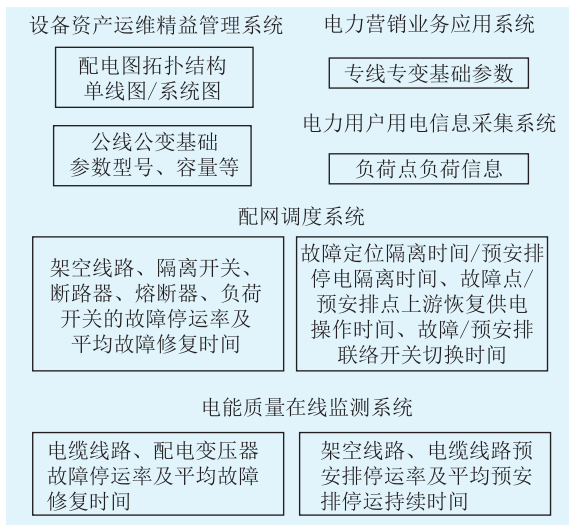 设备资产运维精益管理系统
配电图拓扑结构
单线图/系统图
公线公变基础
参数型号、容量等
电力营销业务应用系统
专线专变基础参数
电力用户用电信息采集系统
负荷点负荷信息
配网调度系统
架空线路、隔离开关、
断路器、熔断器、负荷
开关的故障停运率及
平均故障修复时间
故障定位隔离时间/预安排
停电隔离时间、故障点/
预安排点上游恢复供电
操作时间、故障/预安排
联络开关切换时间
电能质量在线监测系统
电缆线路、配电变压器
故障停运率及平均故障
修复时间
架空线路、电缆线路预
安排停运率及平均预安
排停运持续时间